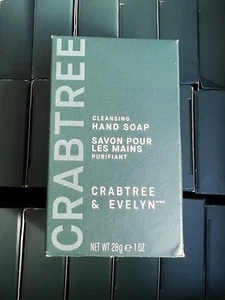 CRABTREE
CLEANSING
HAND SOAP
SAVON POUR
LES MAINS
PURIFIANT
CRABTREE
& EVELYN
NET WT 28g e 1 OZ